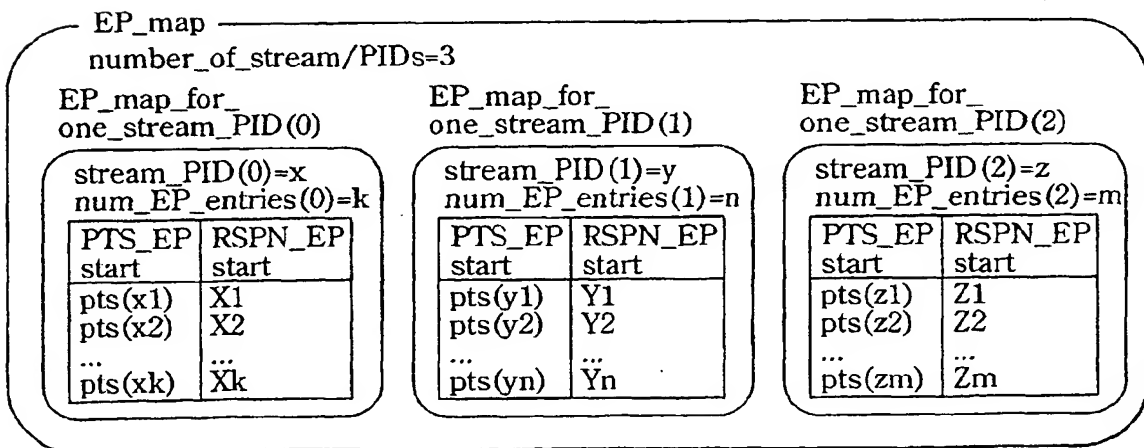 EP_map
number_of_stream/PIDs=3
EP_map_for_
one_stream_PID(0)
stream_PID(0)=x
num_EP_entries(0)=k
PTS_EP RSPN_EP
start start
pts(x1) X1
pts(x2) X2
... ...
pts(xk) Xk
EP_map_for_
one_stream_PID(1)
stream_PID(1)=y
num_EP_entries(1)=n
PTS_EP RSPN_EP
start start
pts(y1) Y1
pts(y2) Y2
... ...
pts(yn) Yn
EP_map_for_
one_stream_PID(2)
stream_PID(2)=z
num_EP_entries(2)=m
PTS_EP RSPN_EP
start start
pts(z1) Z1
pts(z2) Z2
... ...
pts(zm) Zm